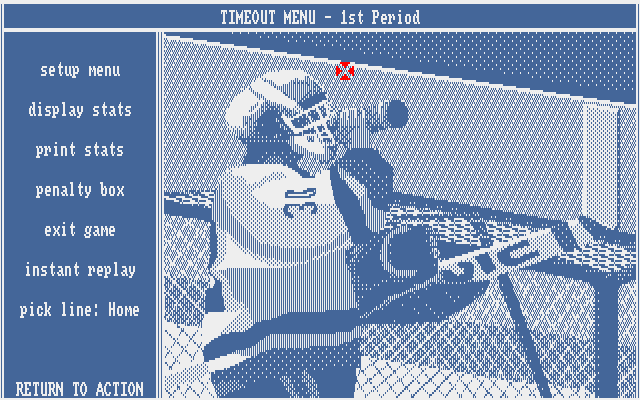 TIMEOUT MENU - 1st Period
setup menu
display stats
print stats
penalty box
exit game
instant replay
pick line: Home
RETURN TO ACTION